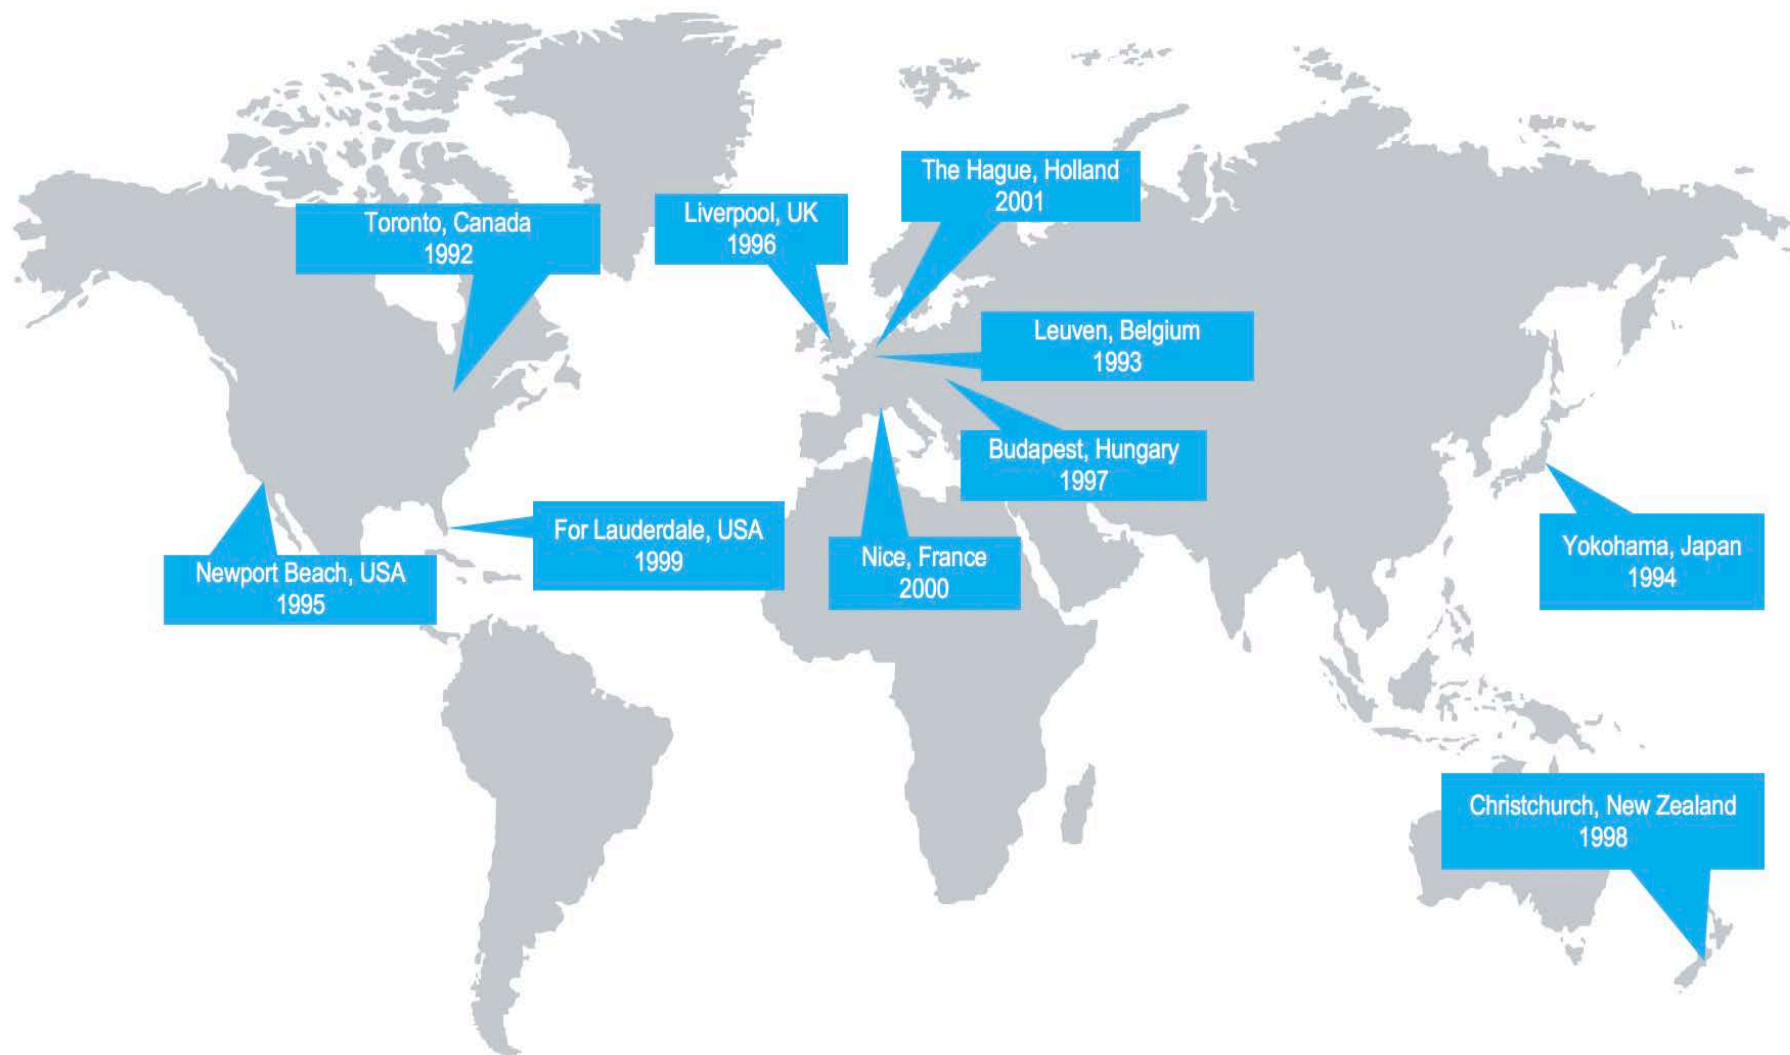 The Hague, Holland
2001
Toronto, Canada
1992
Liverpool, UK
1996
Leuven, Belgium
1993
Budapest, Hungary
1997
For Lauderdale, USA
1999
Nice, France
2000
Yokohama, Japan
1994
Newport Beach, USA
1995
Christchurch, New Zealand
1998